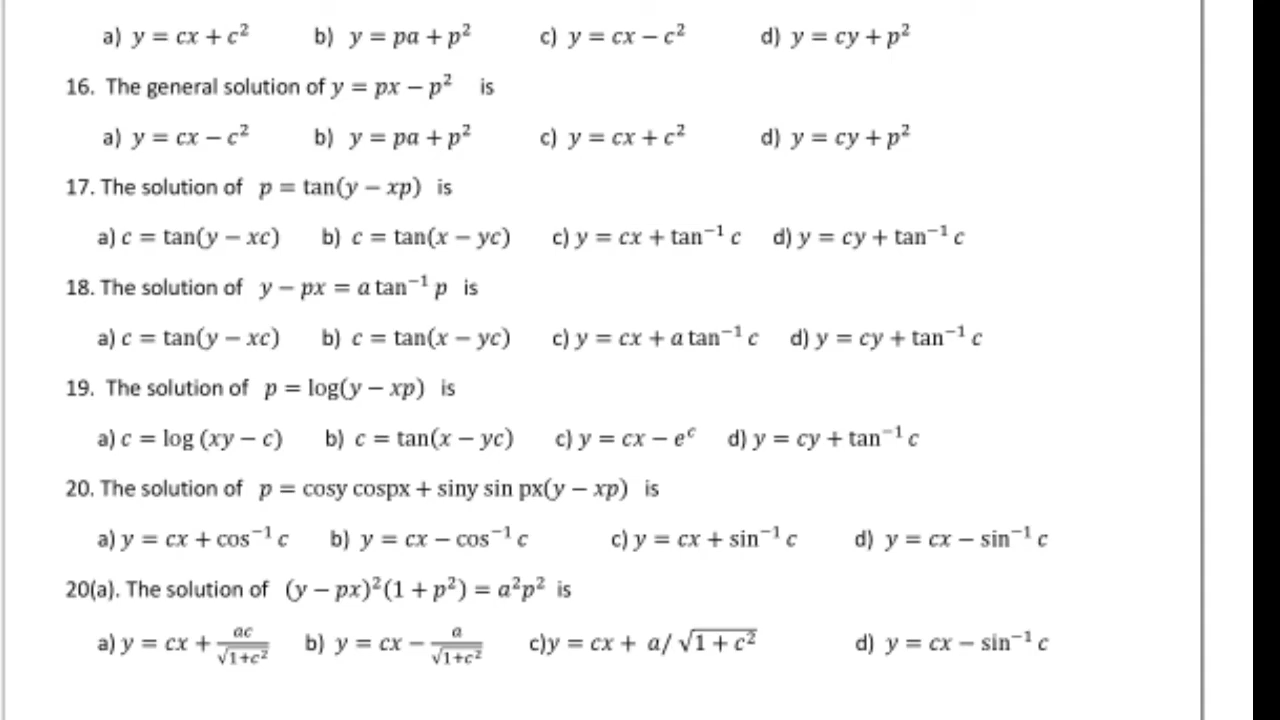 a) y = cx + c² b) y = pa + p² c) y = cx − c² d) y = cy + p²
16. The general solution of y = px − p² is
a) y = cx − c² b) y = pa + p² c) y = cx + c² d) y = cy + p²
17. The solution of p = tan(y − xp) is
a) c = tan(y − xc) b) c = tan(x − yc) c) y = cx + tan⁻¹ c d) y = cy + tan⁻¹ c
18. The solution of y − px = a tan⁻¹ p is
a) c = tan(y − xc) b) c = tan(x − yc) c) y = cx + a tan⁻¹ c d) y = cy + tan⁻¹ c
19. The solution of p = log(y − xp) is
a) c = log (xy − c) b) c = tan(x − yc) c) y = cx − eᶜ d) y = cy + tan⁻¹ c
20. The solution of p = cosy cospx + siny sin px(y − xp) is
a) y = cx + cos⁻¹ c b) y = cx − cos⁻¹ c c) y = cx + sin⁻¹ c d) y = cx − sin⁻¹ c
20(a). The solution of (y − px)²(1 + p²) = a²p² is
a) y = cx + ac/√1+c² b) y = cx − a/√1+c² c)y = cx + a/ √1 + c² d) y = cx − sin⁻¹ c